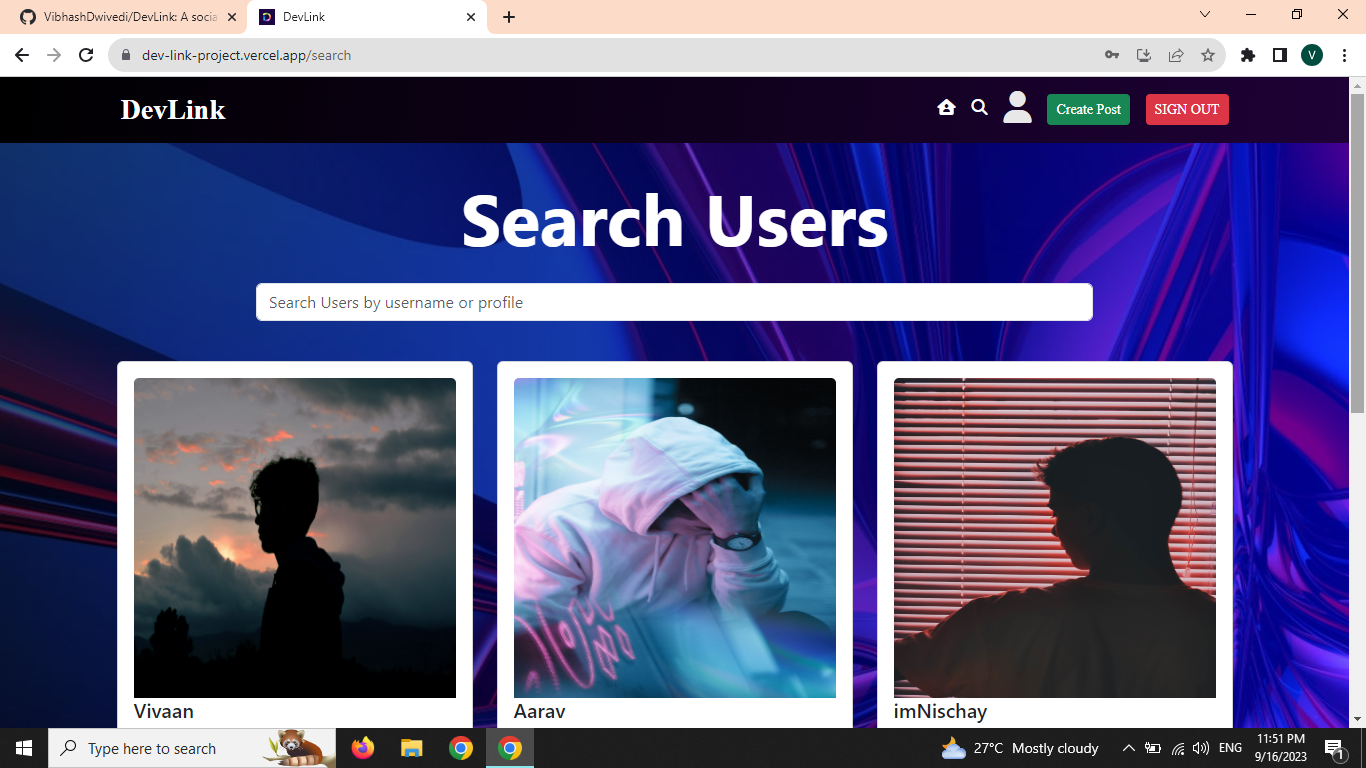 VibhashDwivedi/DevLink: A socia
DevLink
dev-link-project.vercel.app/search
V
DevLink
Create Post
SIGN OUT
Search Users
Search Users by username or profile
Vivaan
Aarav
imNischay
Type here to search
27°C Mostly cloudy
ENG
11:51 PM
9/16/2023
1